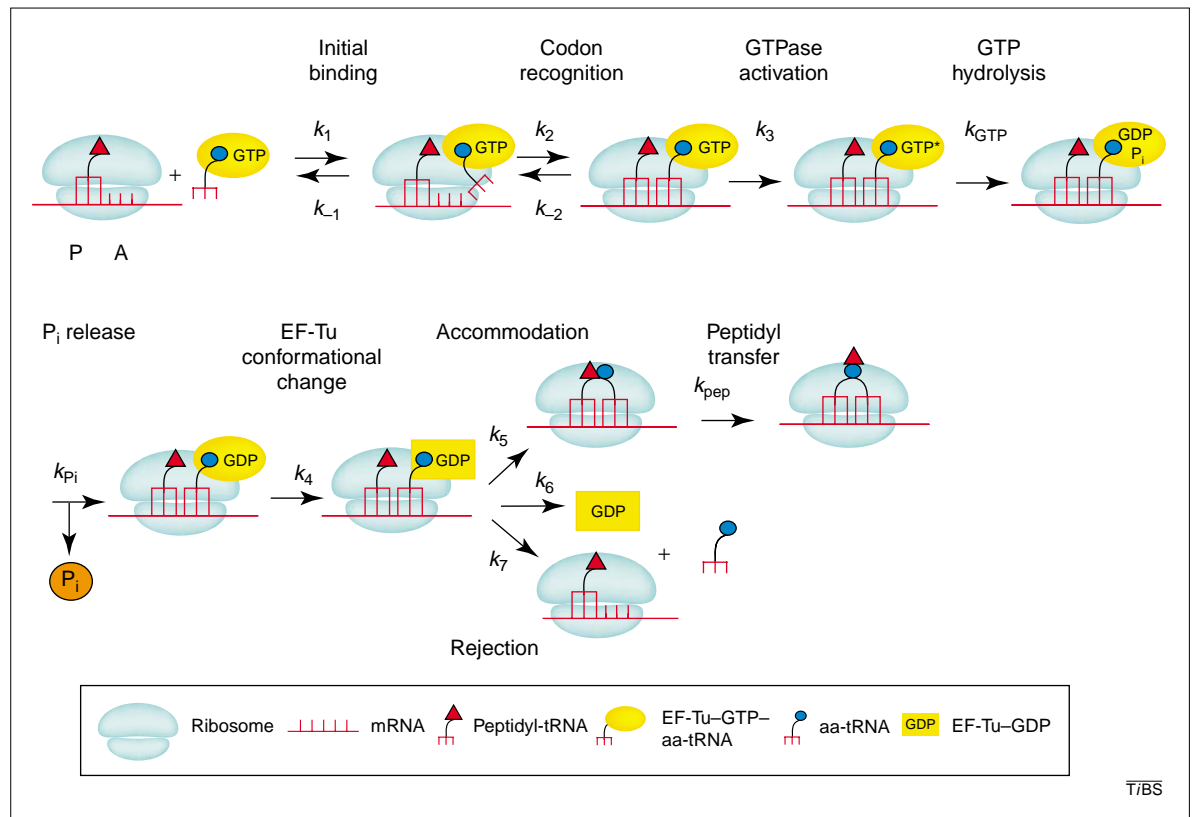 Initial binding
Codon recognition
GTPase activation
GTP hydrolysis
k1
k2
k3
kGTP
GTP
GTP
GTP
GTP*
GDP Pi
+
k–1
k–2
P A
Pi release
EF-Tu conformational change
Accommodation
Peptidyl transfer
kPi
k4
k5
kpep
GDP
GDP
k6
GDP
k7
+
Pi
Rejection
Ribosome
mRNA
Peptidyl-tRNA
EF-Tu–GTP–
aa-tRNA
aa-tRNA
GDP
EF-Tu–GDP
TiBS